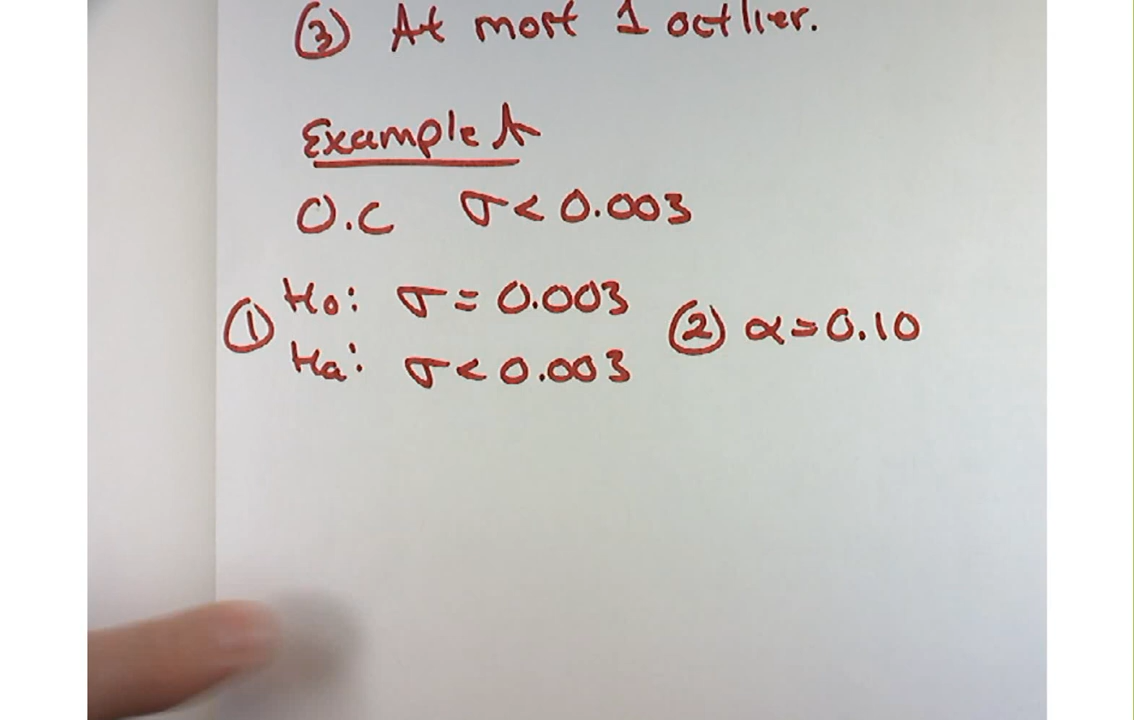 ③ At most 1 outlier.
Example A
O.C σ < 0.003
① H₀: σ = 0.003 ② α = 0.10
Hₐ: σ < 0.003